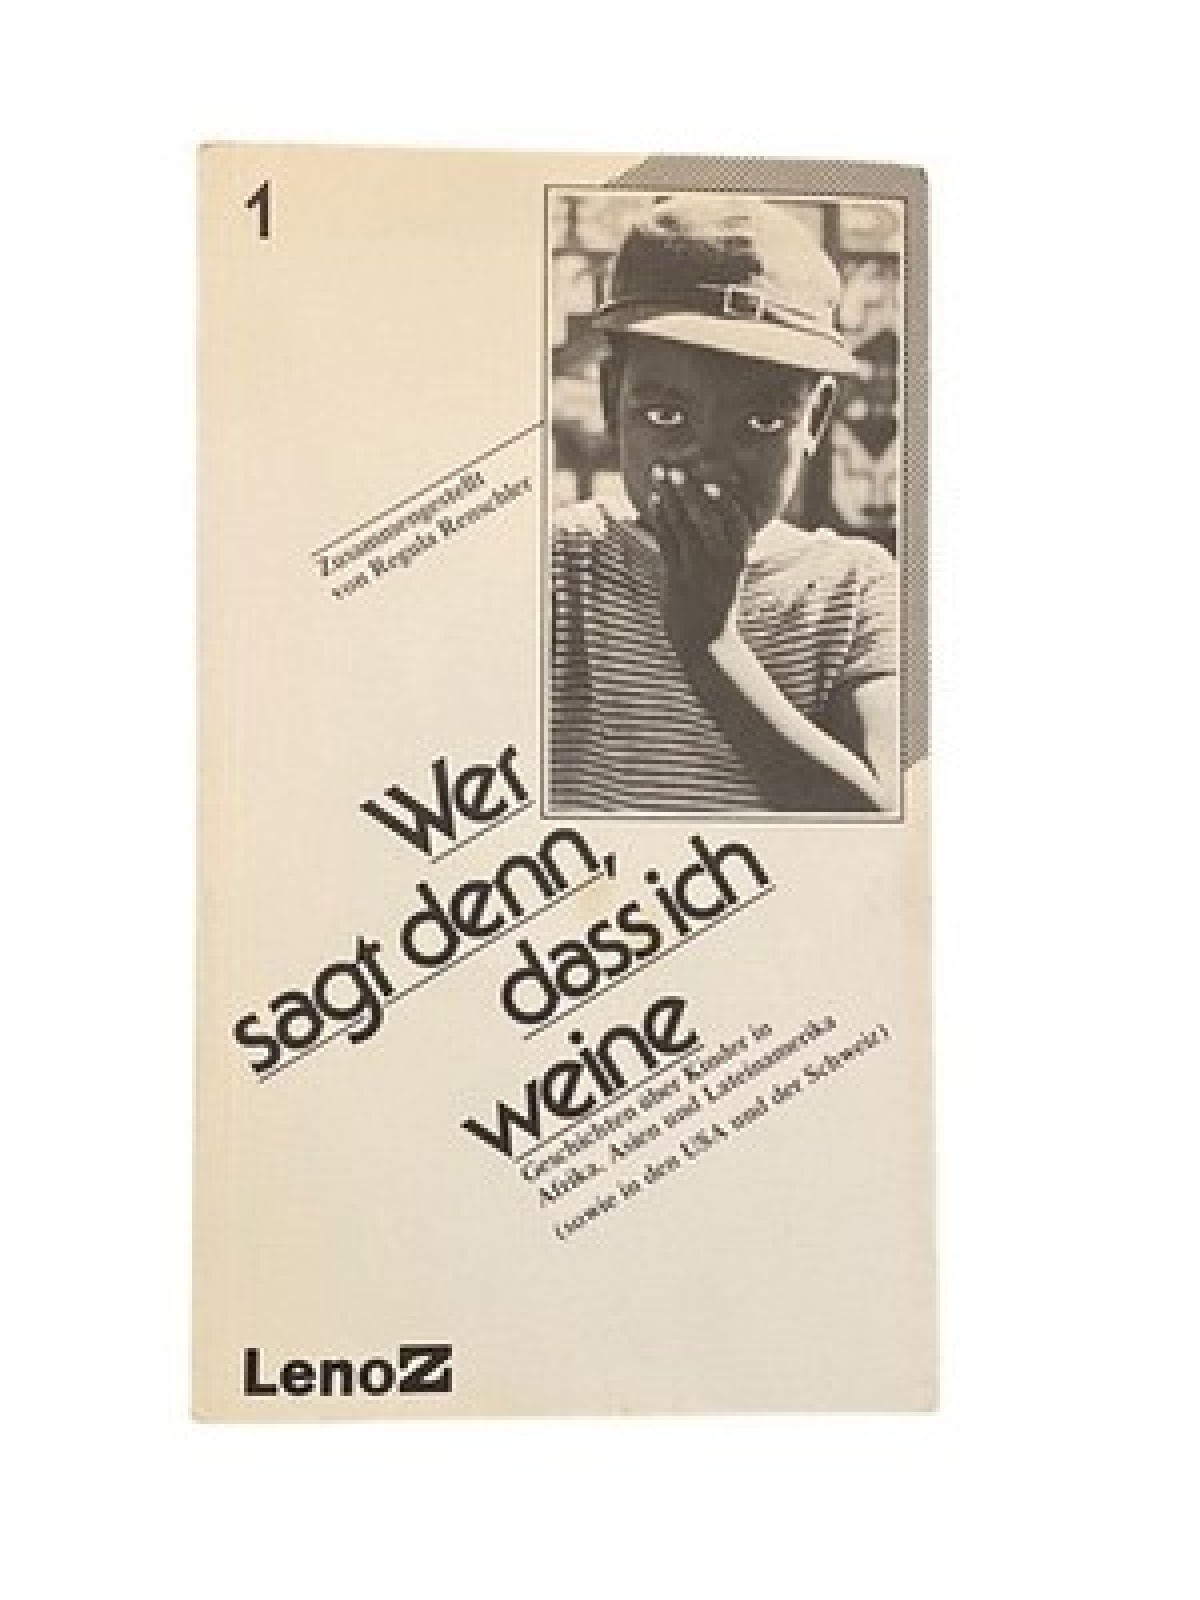 1
Zusammengestellt
von Regula Renschler
Wer
sagt denn,
dass ich
weine
Geschichten über Kinder in
Afrika, Asien und Lateinamerika
(sowie in den USA und der Schweiz)
LenoZ